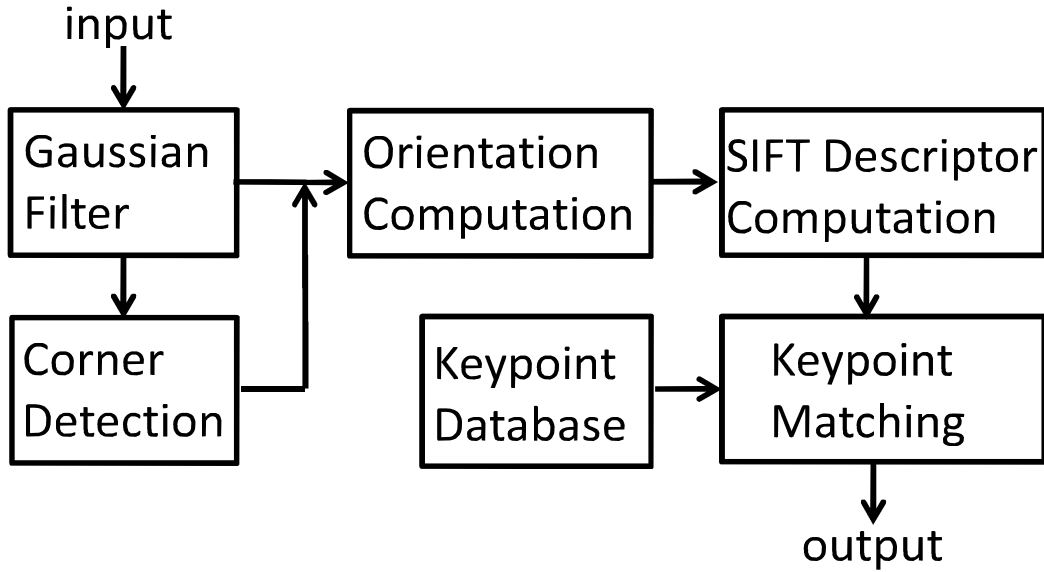 input
Gaussian
Filter
Orientation
Computation
SIFT Descriptor
Computation
Corner
Detection
Keypoint
Database
Keypoint
Matching
output